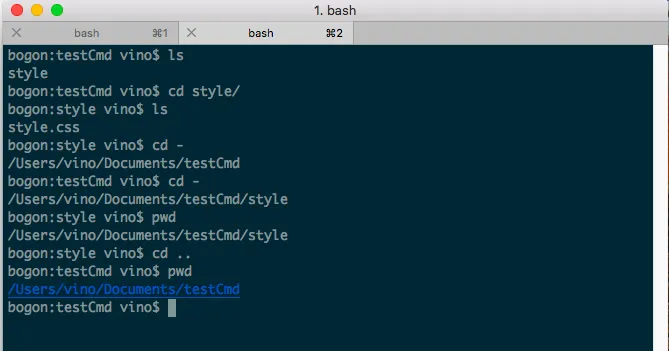 1. bash
bash ⌘1 bash ⌘2
bogon:testCmd vino$ ls
style
bogon:testCmd vino$ cd style/
bogon:style vino$ ls
style.css
bogon:style vino$ cd -
/Users/vino/Documents/testCmd
bogon:testCmd vino$ cd -
/Users/vino/Documents/testCmd/style
bogon:style vino$ pwd
/Users/vino/Documents/testCmd/style
bogon:style vino$ cd ..
bogon:testCmd vino$ pwd
/Users/vino/Documents/testCmd
bogon:testCmd vino$